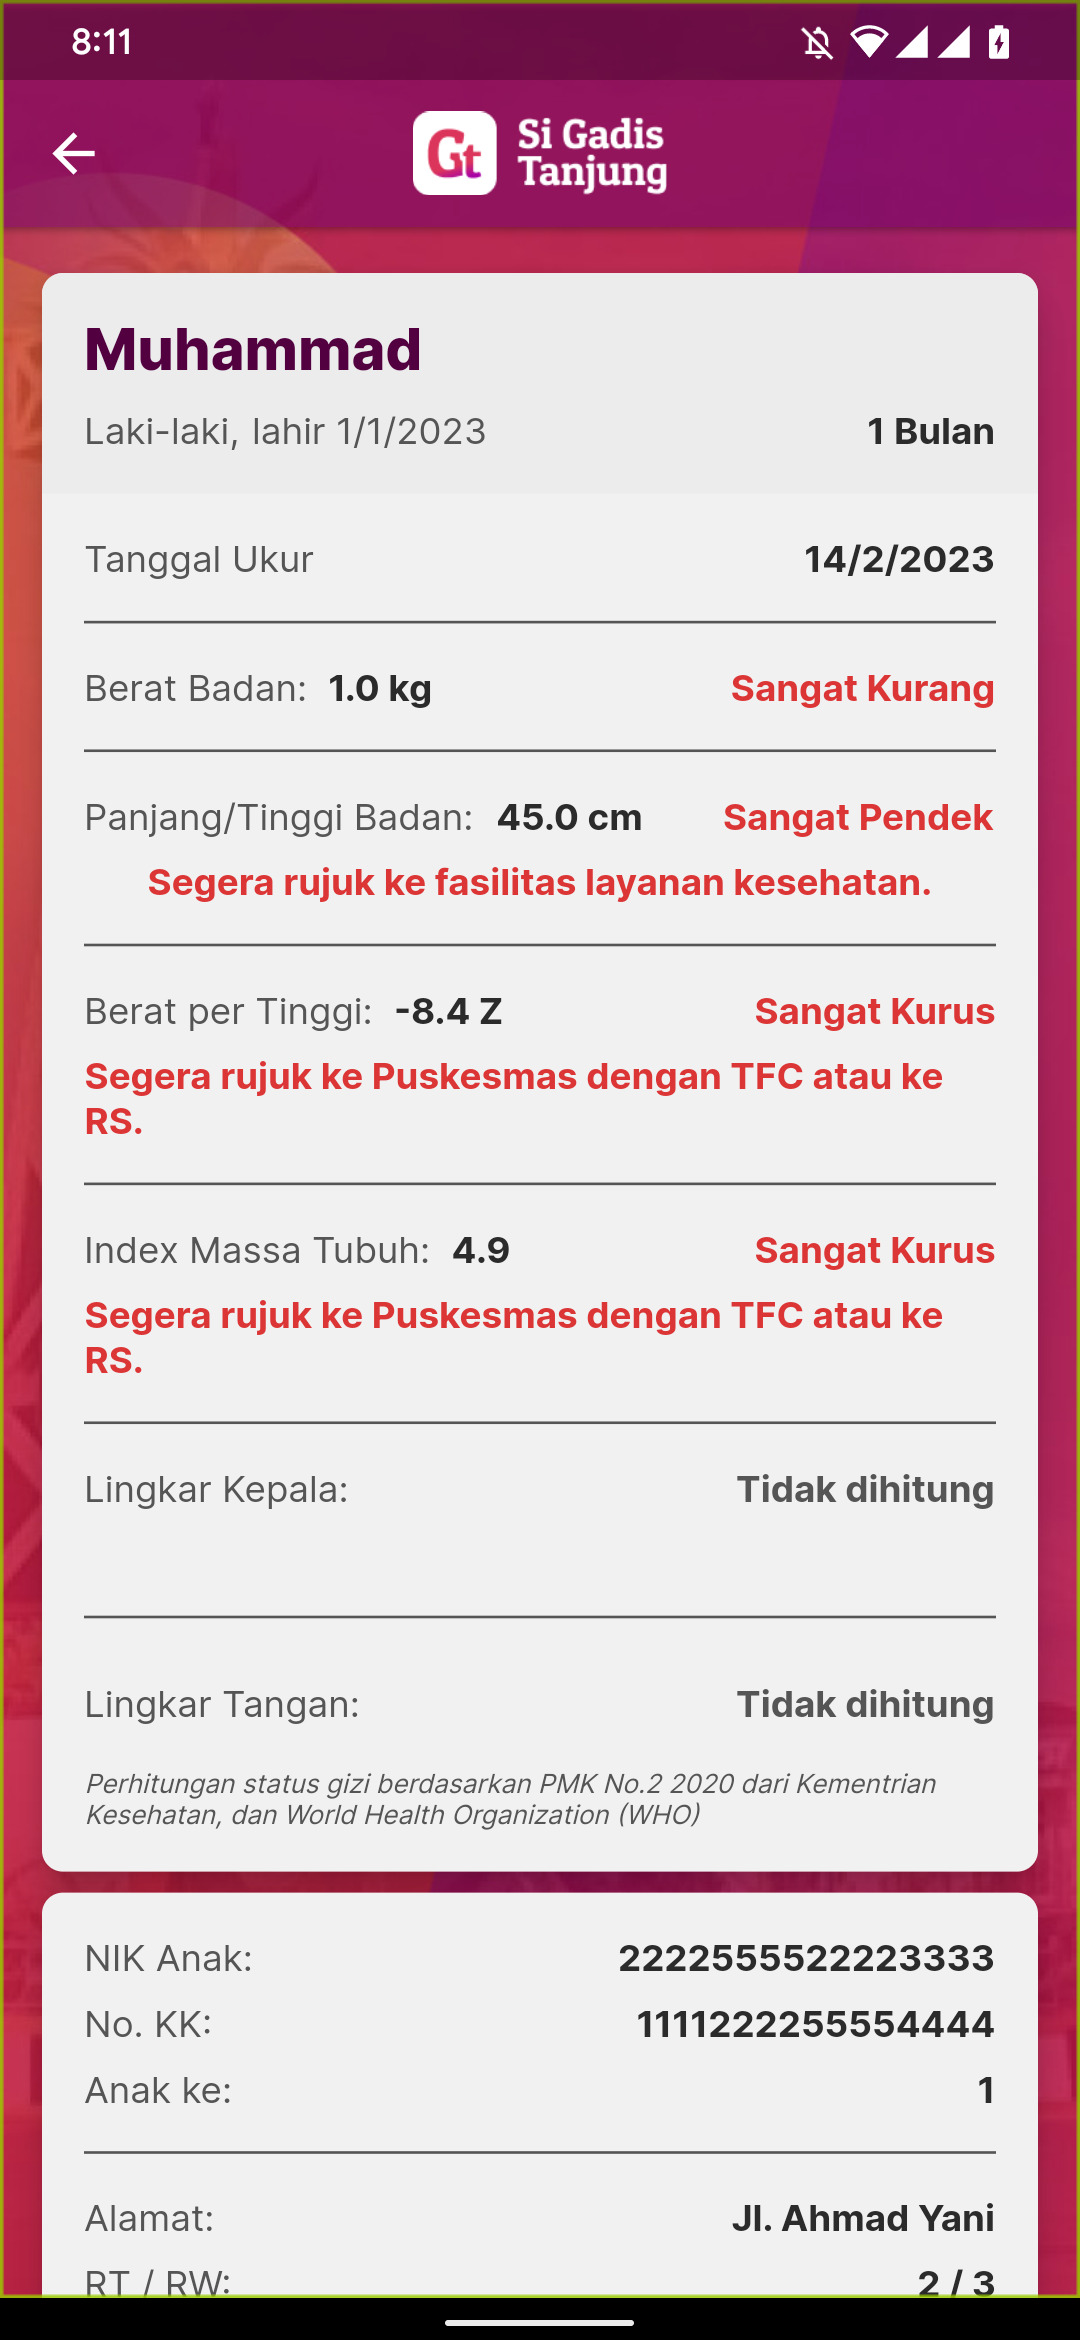 8:11
Gt
Si Gadis
Tanjung
Muhammad
Laki-laki, lahir 1/1/2023 1 Bulan
Tanggal Ukur 14/2/2023
Berat Badan: 1.0 kg Sangat Kurang
Panjang/Tinggi Badan: 45.0 cm Sangat Pendek
Segera rujuk ke fasilitas layanan kesehatan.
Berat per Tinggi: -8.4 Z Sangat Kurus
Segera rujuk ke Puskesmas dengan TFC atau ke
RS.
Index Massa Tubuh: 4.9 Sangat Kurus
Segera rujuk ke Puskesmas dengan TFC atau ke
RS.
Lingkar Kepala: Tidak dihitung
Lingkar Tangan: Tidak dihitung
Perhitungan status gizi berdasarkan PMK No.2 2020 dari Kementrian
Kesehatan, dan World Health Organization (WHO)
NIK Anak: 2222555522223333
No. KK: 1111222255554444
Anak ke: 1
Alamat: Jl. Ahmad Yani
RT / RW: 2 / 3